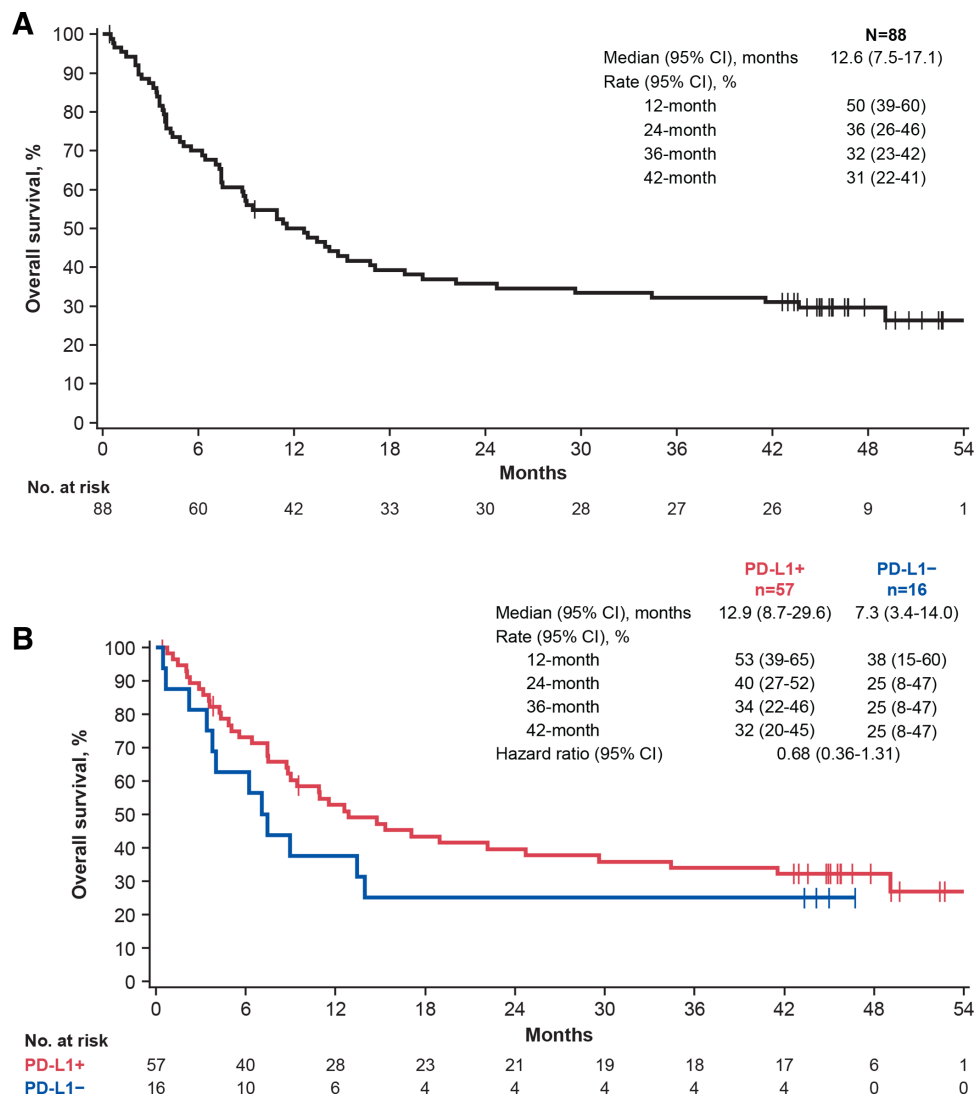 A
N=88
Median (95% CI), months 12.6 (7.5-17.1)
Rate (95% CI), %
12-month 50 (39-60)
24-month 36 (26-46)
36-month 32 (23-42)
42-month 31 (22-41)
Overall survival, %
100
90
80
70
60
50
40
30
20
10
0
0 6 12 18 24 30 36 42 48 54
Months
No. at risk
88 60 42 33 30 28 27 26 9 1
B
PD-L1+ PD-L1−
n=57 n=16
Median (95% CI), months 12.9 (8.7-29.6) 7.3 (3.4-14.0)
Rate (95% CI), %
12-month 53 (39-65) 38 (15-60)
24-month 40 (27-52) 25 (8-47)
36-month 34 (22-46) 25 (8-47)
42-month 32 (20-45) 25 (8-47)
Hazard ratio (95% CI) 0.68 (0.36-1.31)
Overall survival, %
100
90
80
70
60
50
40
30
20
10
0
0 6 12 18 24 30 36 42 48 54
Months
No. at risk
PD-L1+ 57 40 28 23 21 19 18 17 6 1
PD-L1− 16 10 6 4 4 4 4 4 0 0